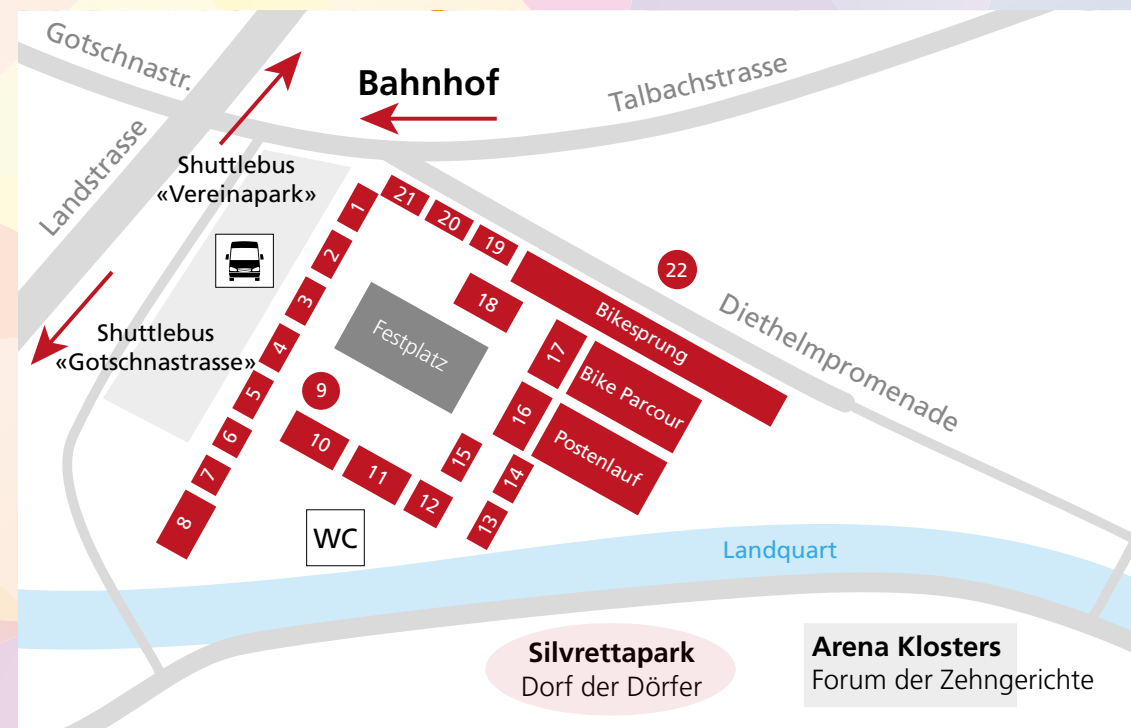 Gotschnastr.
Bahnhof
Talbachstrasse
Landstrasse
Shuttlebus
«Vereinapark»
Shuttlebus
«Gotschnastrasse»
1
2
3
4
5
6
7
8
21
20
19
18
22
Bikesprung
Diethelmpromenade
Festplatz
17
Bike Parcour
16
Postenlauf
9
10
11
12
15
14
13
WC
Landquart
Silvrettapark
Dorf der Dörfer
Arena Klosters
Forum der Zehngerichte